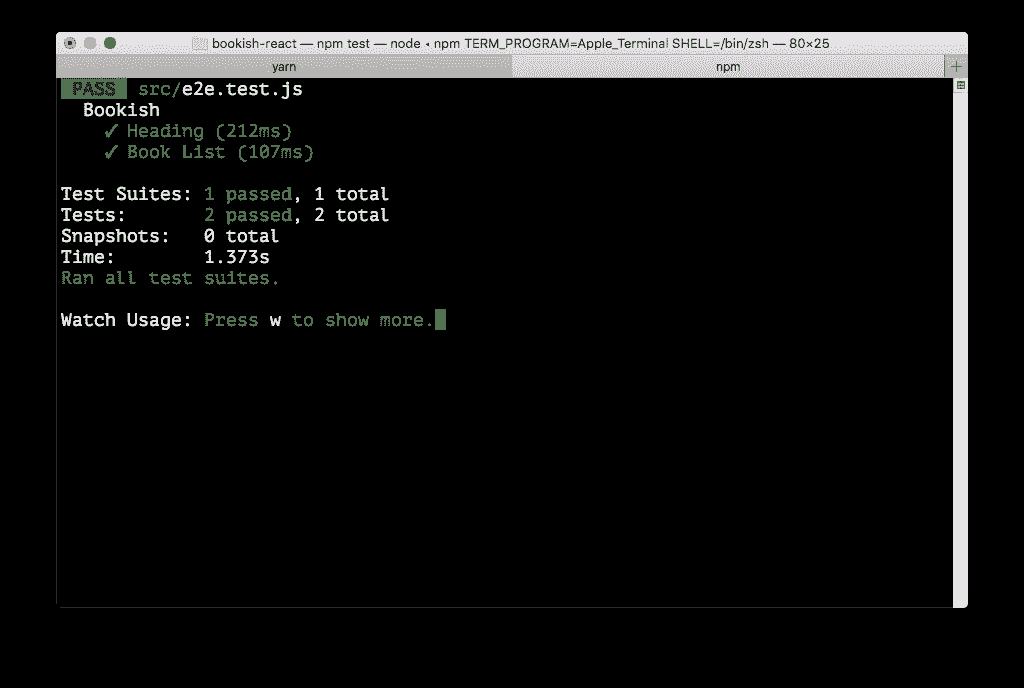 bookish-react — npm test — node ◂ npm TERM_PROGRAM=Apple_Terminal SHELL=/bin/zsh — 80×25
yarn npm +
PASS src/e2e.test.js
Bookish
✓ Heading (212ms)
✓ Book List (107ms)
Test Suites: 1 passed, 1 total
Tests: 2 passed, 2 total
Snapshots: 0 total
Time: 1.373s
Ran all test suites.
Watch Usage: Press w to show more.